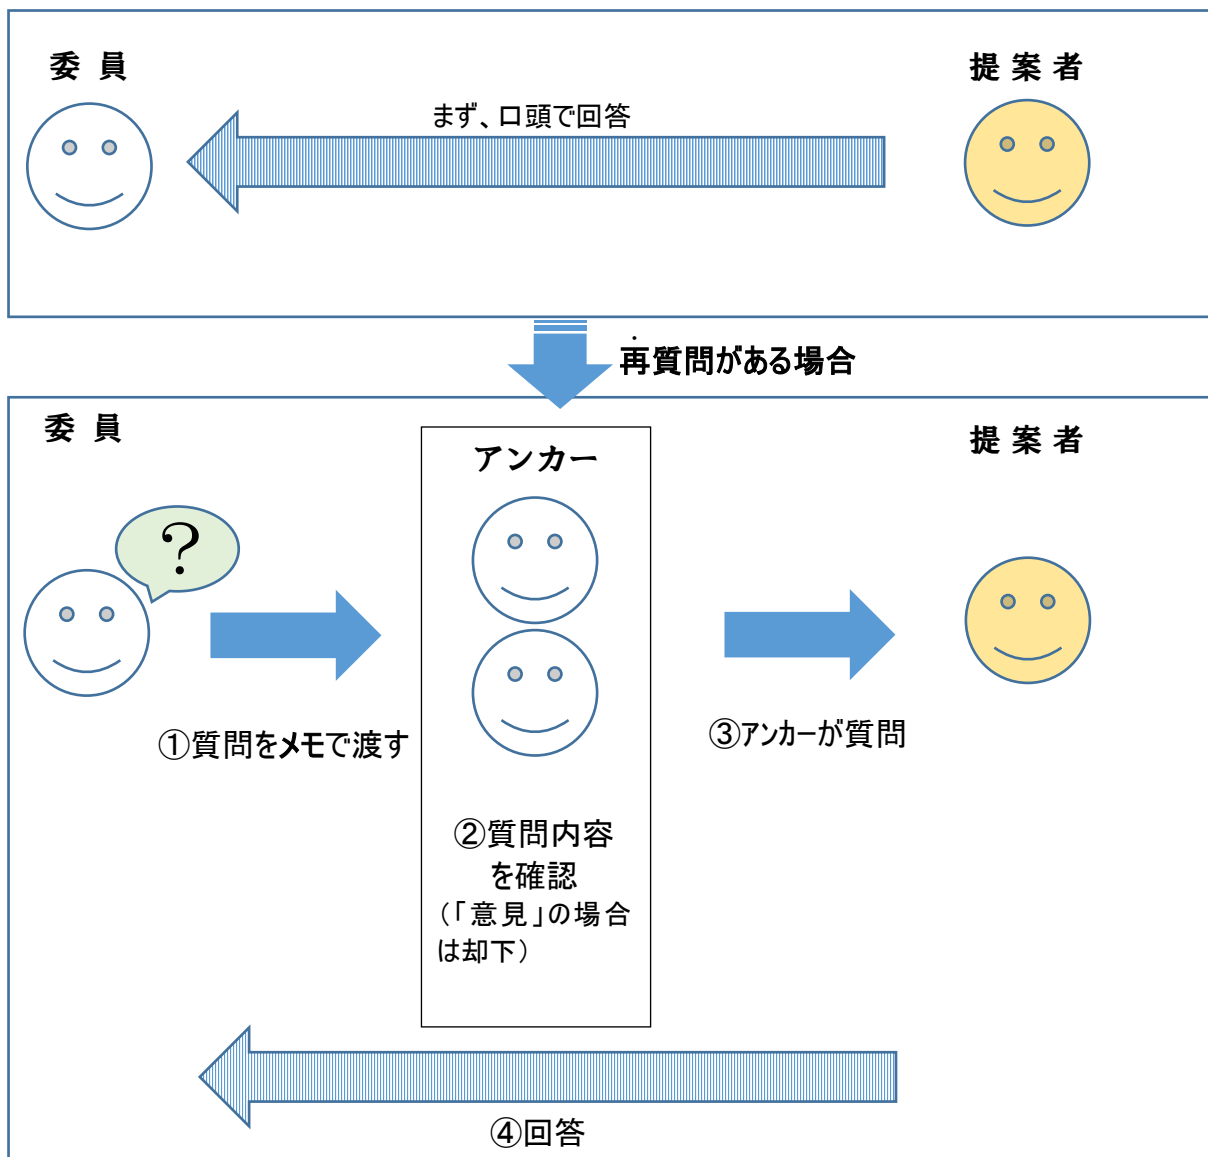 委 員
提 案 者
まず、口頭で回答
再質問がある場合
委 員
アンカー
提 案 者
？
①質問をメモで渡す
③アンカーが質問
②質問内容
を確認
（「意見」の場合
は却下）
④回答